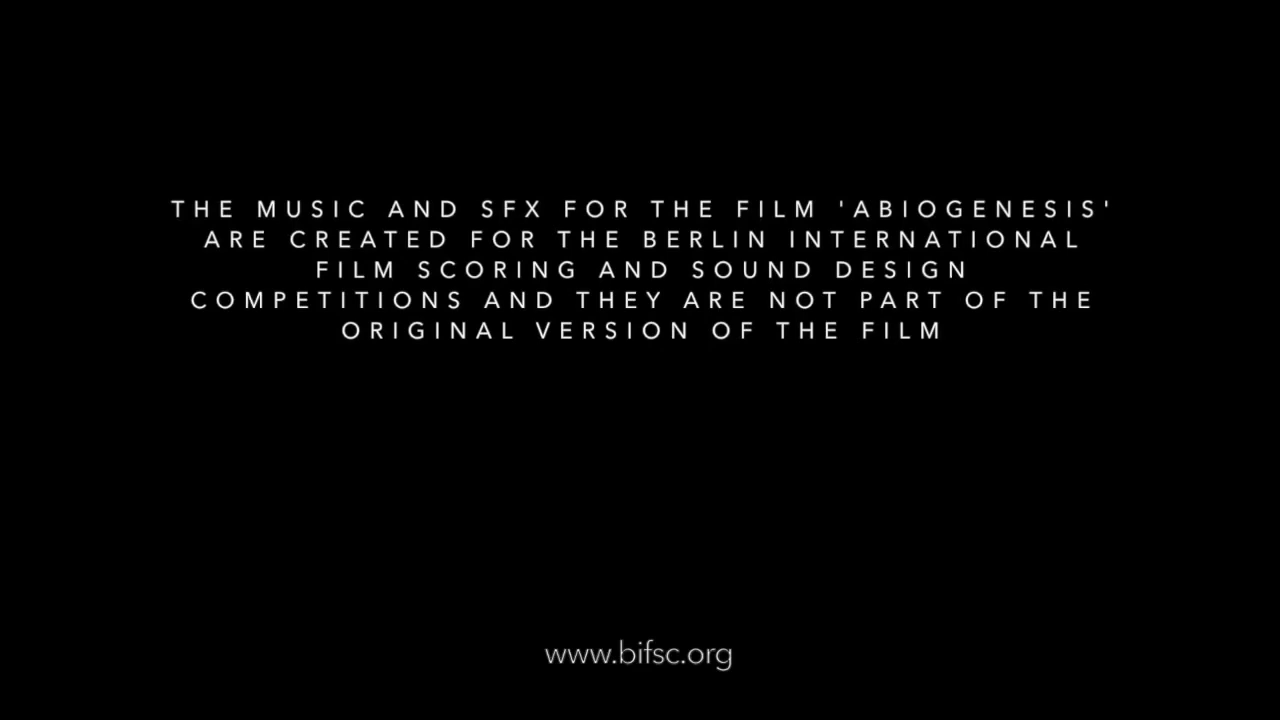 THE MUSIC AND SFX FOR THE FILM 'ABIOGENESIS'
ARE CREATED FOR THE BERLIN INTERNATIONAL
FILM SCORING AND SOUND DESIGN
COMPETITIONS AND THEY ARE NOT PART OF THE
ORIGINAL VERSION OF THE FILM
www.bifsc.org